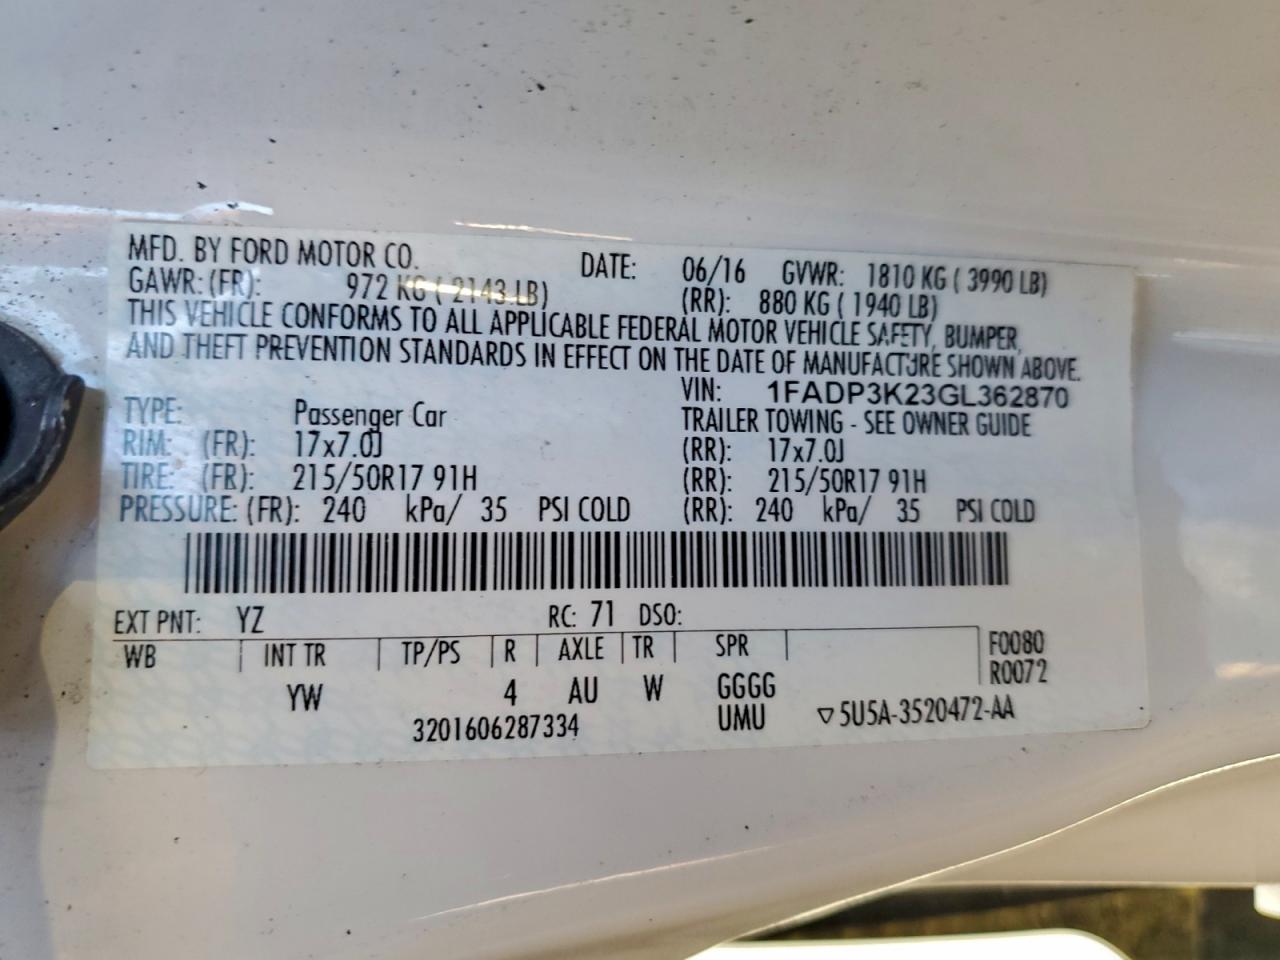 MFD. BY FORD MOTOR CO. DATE: 06/16 GVWR: 1810 KG ( 3990 LB)
GAWR: (FR): 972 KG ( 2143 LB) (RR): 880 KG ( 1940 LB)
THIS VEHICLE CONFORMS TO ALL APPLICABLE FEDERAL MOTOR VEHICLE SAFETY, BUMPER,
AND THEFT PREVENTION STANDARDS IN EFFECT ON THE DATE OF MANUFACTURE SHOWN ABOVE.
VIN: 1FADP3K23GL362870
TYPE: Passenger Car TRAILER TOWING - SEE OWNER GUIDE
RIM: (FR): 17x7.0J (RR): 17x7.0J
TIRE: (FR): 215/50R17 91H (RR): 215/50R17 91H
PRESSURE: (FR): 240 kPa/ 35 PSI COLD (RR): 240 kPa/ 35 PSI COLD
EXT PNT: YZ RC: 71 DSO:
WB INT TR TP/PS R AXLE TR SPR F0080
R0072
YW 4 AU W GGGG
3201606287334 UMU ▽5U5A-3520472-AA